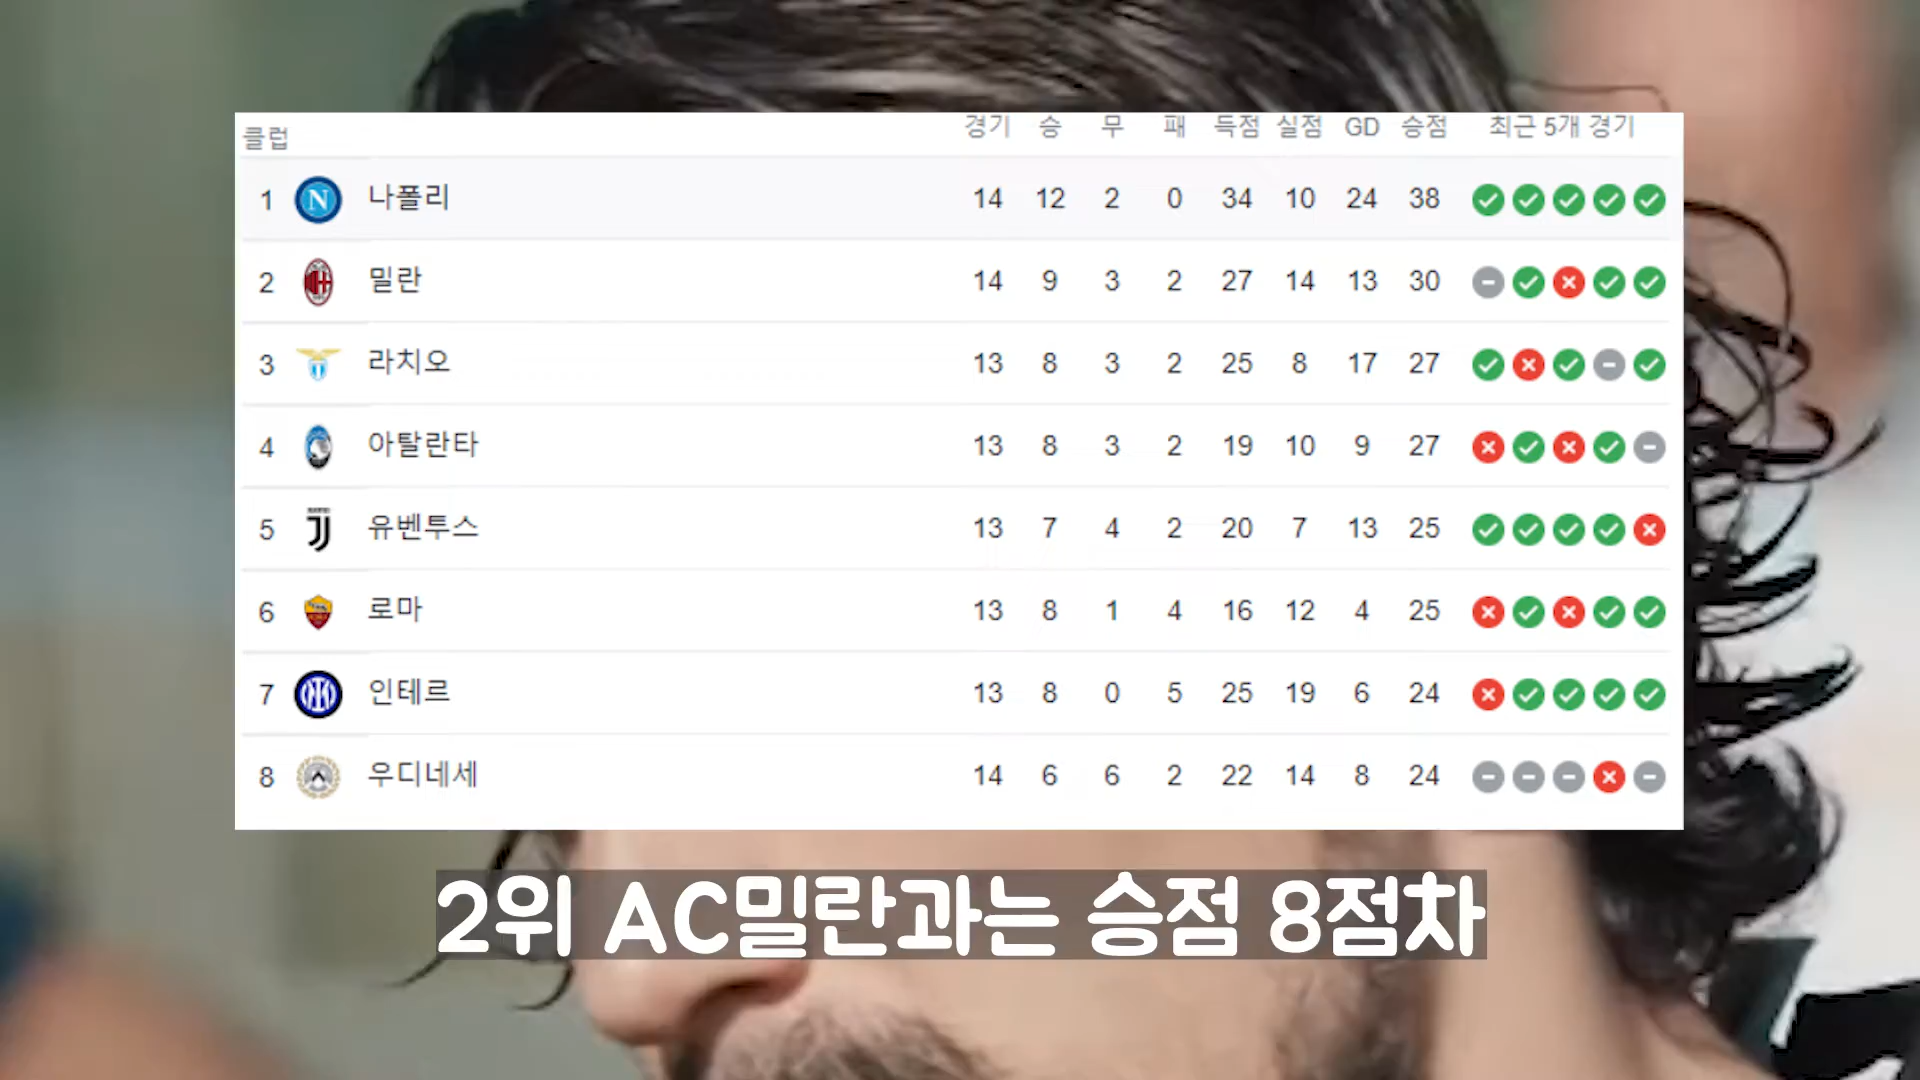 클럽 경기 승 무 패 득점 실점 GD 승점 최근 5개 경기
1 나폴리 14 12 2 0 34 10 24 38
2 밀란 14 9 3 2 27 14 13 30
3 라치오 13 8 3 2 25 8 17 27
4 아탈란타 13 8 3 2 19 10 9 27
5 유벤투스 13 7 4 2 20 7 13 25
6 로마 13 8 1 4 16 12 4 25
7 인테르 13 8 0 5 25 19 6 24
8 우디네세 14 6 6 2 22 14 8 24
2위 AC밀란과는 승점 8점차